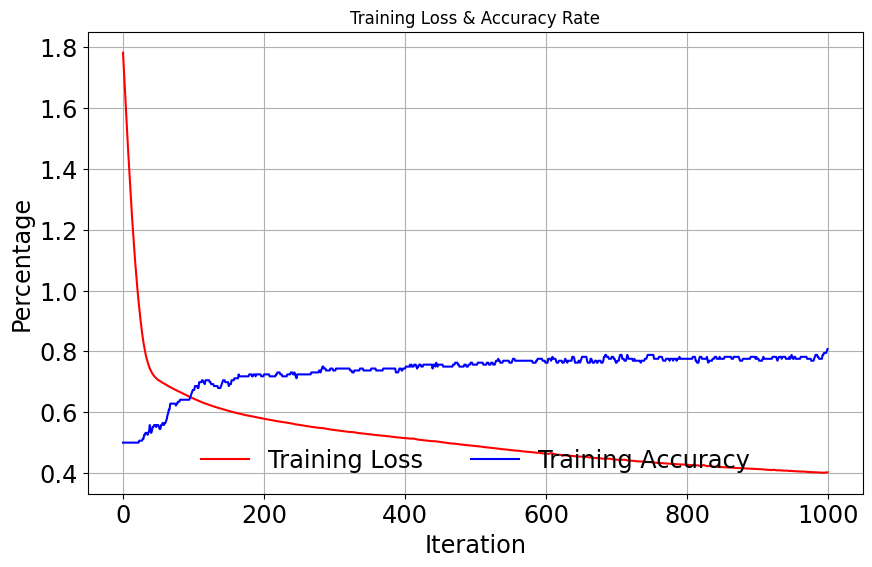 Training Loss & Accuracy Rate
Percentage
1.8
1.6
1.4
1.2
1.0
0.8
0.6
0.4
Training Loss Training Accuracy
0 200 400 600 800 1000
Iteration